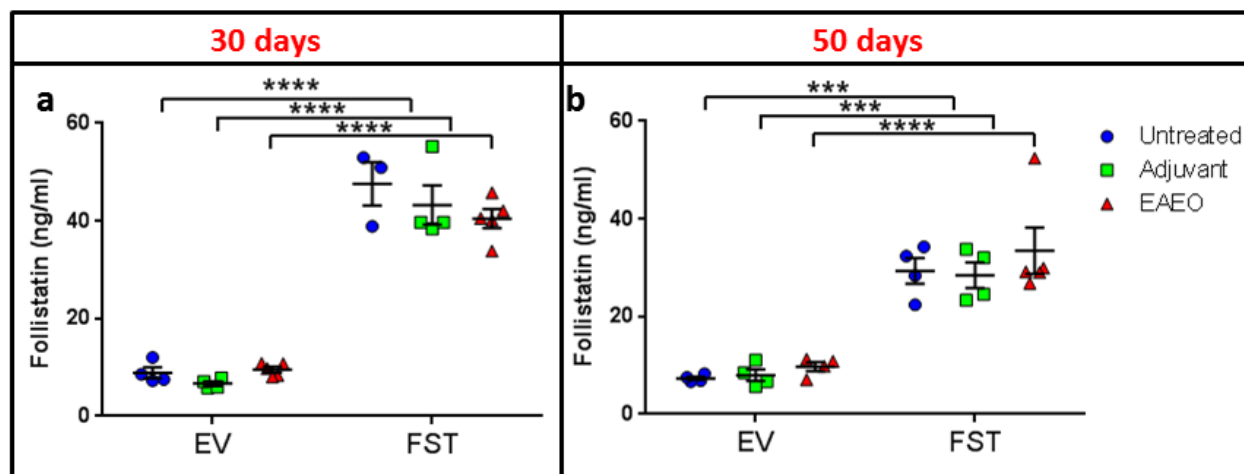 30 days
50 days
a
****
****
****
Follistatin (ng/ml)
60
40
20
0
EV
FST
b
***
***
****
Follistatin (ng/ml)
60
40
20
0
EV
FST
Untreated
Adjuvant
EAEO